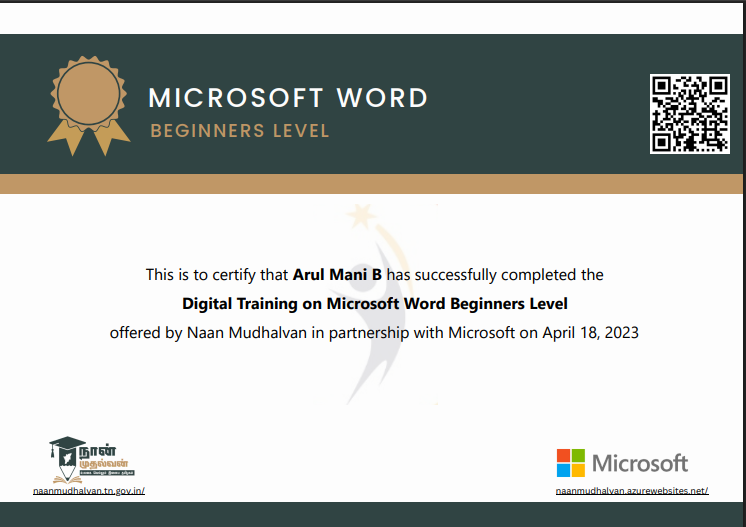 MICROSOFT WORD
BEGINNERS LEVEL
This is to certify that Arul Mani B has successfully completed the
Digital Training on Microsoft Word Beginners Level
offered by Naan Mudhalvan in partnership with Microsoft on April 18, 2023
நான்
முதல்வன்
naanmudhalvan.tn.gov.in/
Microsoft
naanmudhalvan.azurewebsites.net/